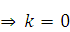 ⇒ k = 0